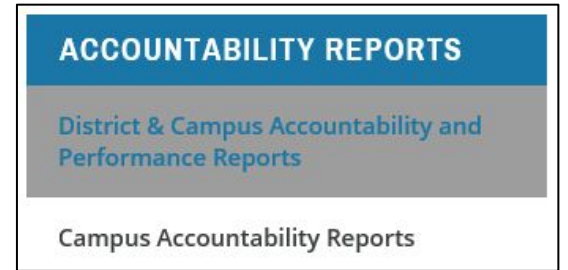 ACCOUNTABILITY REPORTS
District & Campus Accountability and
Performance Reports
Campus Accountability Reports